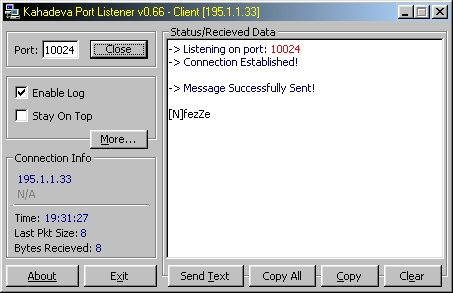 Kahadeva Port Listener v0.66 - Client [195.1.1.33]
Port: 10024 Close
Enable Log
Stay On Top
More...
Connection Info
195.1.1.33
N/A
Time: 19:31:27
Last Pkt Size: 8
Bytes Recieved: 8
About Exit
Status/Recieved Data
-> Listening on port: 10024
-> Connection Established!
-> Message Successfully Sent!
[N]fezZe
Send Text Copy All Copy Clear